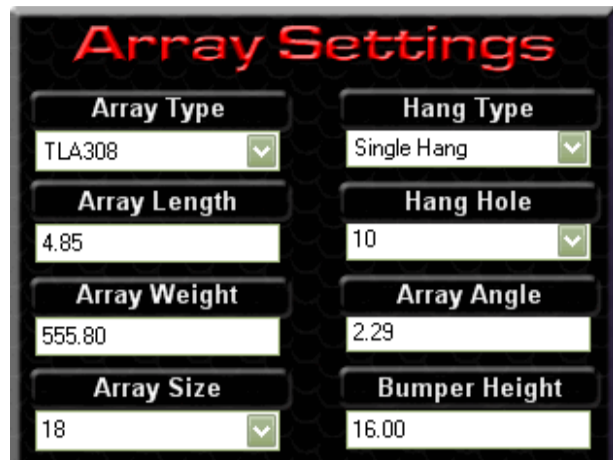 Array Settings
Array Type
Hang Type
TLA308
Single Hang
Array Length
Hang Hole
4.85
10
Array Weight
Array Angle
555.80
2.29
Array Size
Bumper Height
18
16.00